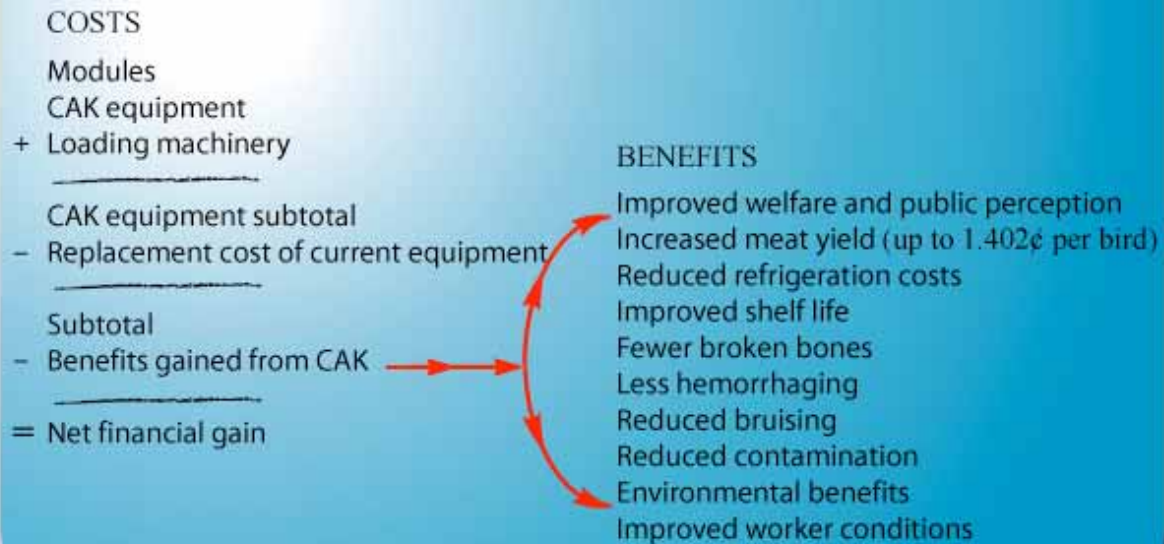 COSTS
Modules
CAK equipment
+ Loading machinery
CAK equipment subtotal
– Replacement cost of current equipment
Subtotal
– Benefits gained from CAK
= Net financial gain
BENEFITS
Improved welfare and public perception
Increased meat yield (up to 1.402¢ per bird)
Reduced refrigeration costs
Improved shelf life
Fewer broken bones
Less hemorrhaging
Reduced bruising
Reduced contamination
Environmental benefits
Improved worker conditions